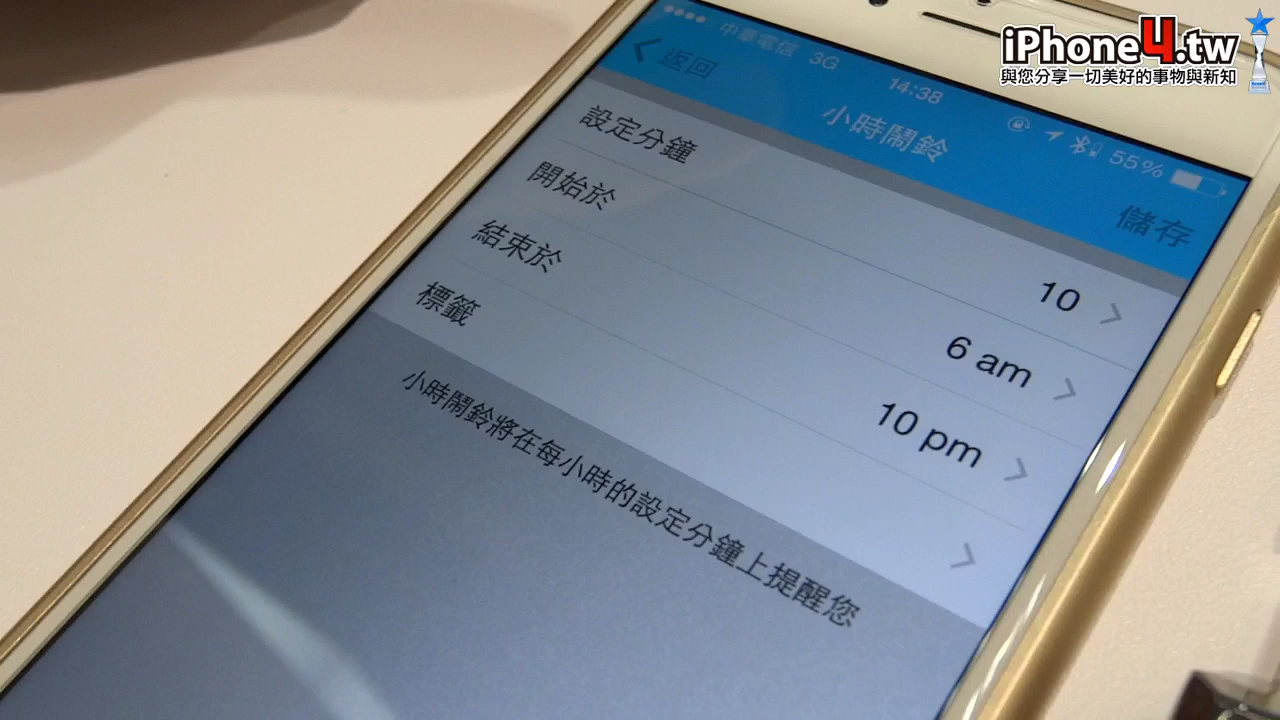 iPhone4.tw
與您分享一切美好的事物與新知
中華電信 3G 14:38 55%
返回 小時鬧鈴 儲存
設定分鐘 10
開始於 6 am
結束於 10 pm
標籤
小時鬧鈴將在每小時的設定分鐘上提醒您